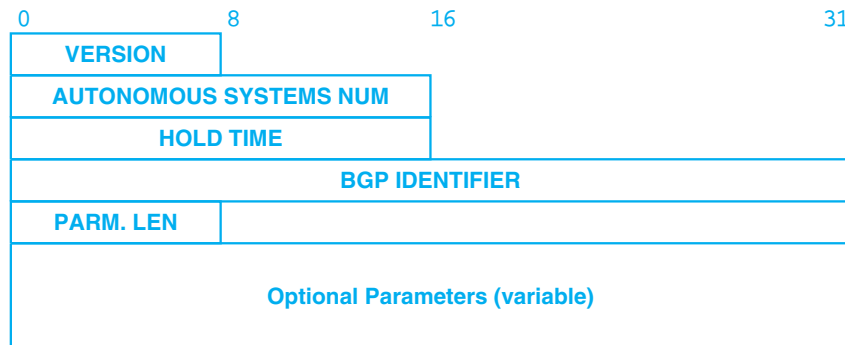 0 8 16 31
VERSION
AUTONOMOUS SYSTEMS NUM
HOLD TIME
BGP IDENTIFIER
PARM. LEN
Optional Parameters (variable)